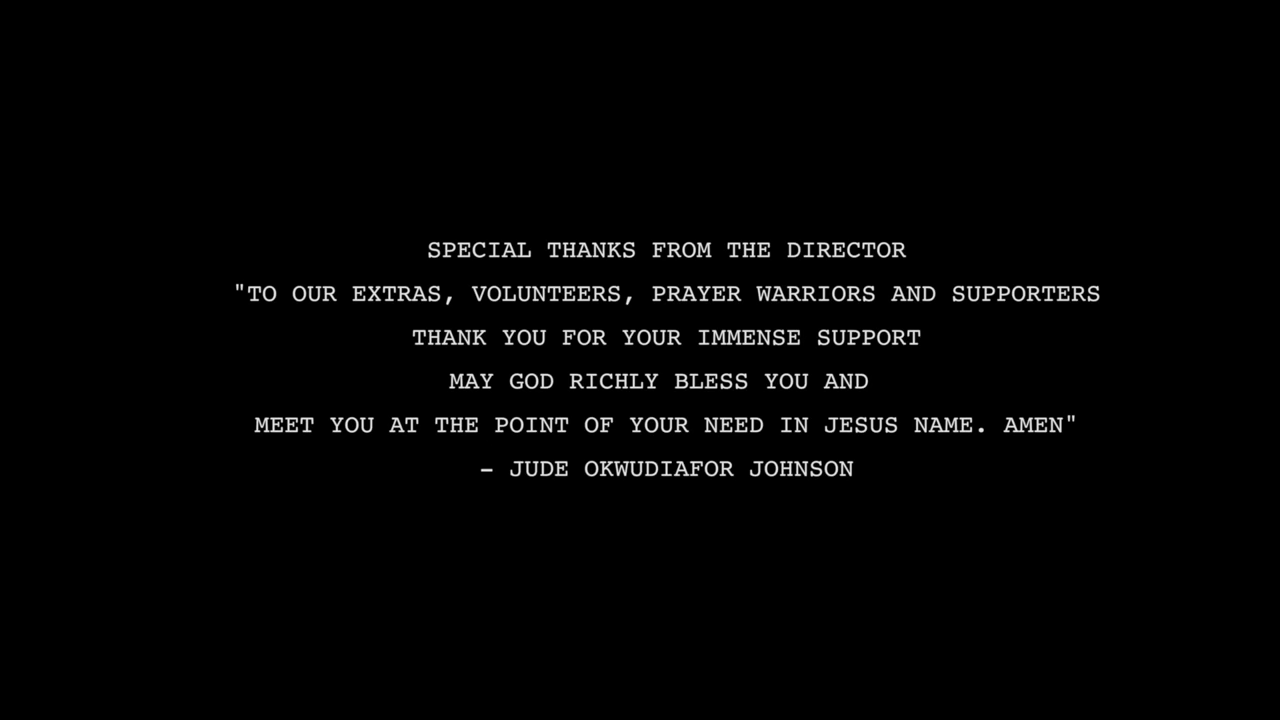 SPECIAL THANKS FROM THE DIRECTOR
"TO OUR EXTRAS, VOLUNTEERS, PRAYER WARRIORS AND SUPPORTERS
THANK YOU FOR YOUR IMMENSE SUPPORT
MAY GOD RICHLY BLESS YOU AND
MEET YOU AT THE POINT OF YOUR NEED IN JESUS NAME. AMEN"
– JUDE OKWUDIAFOR JOHNSON